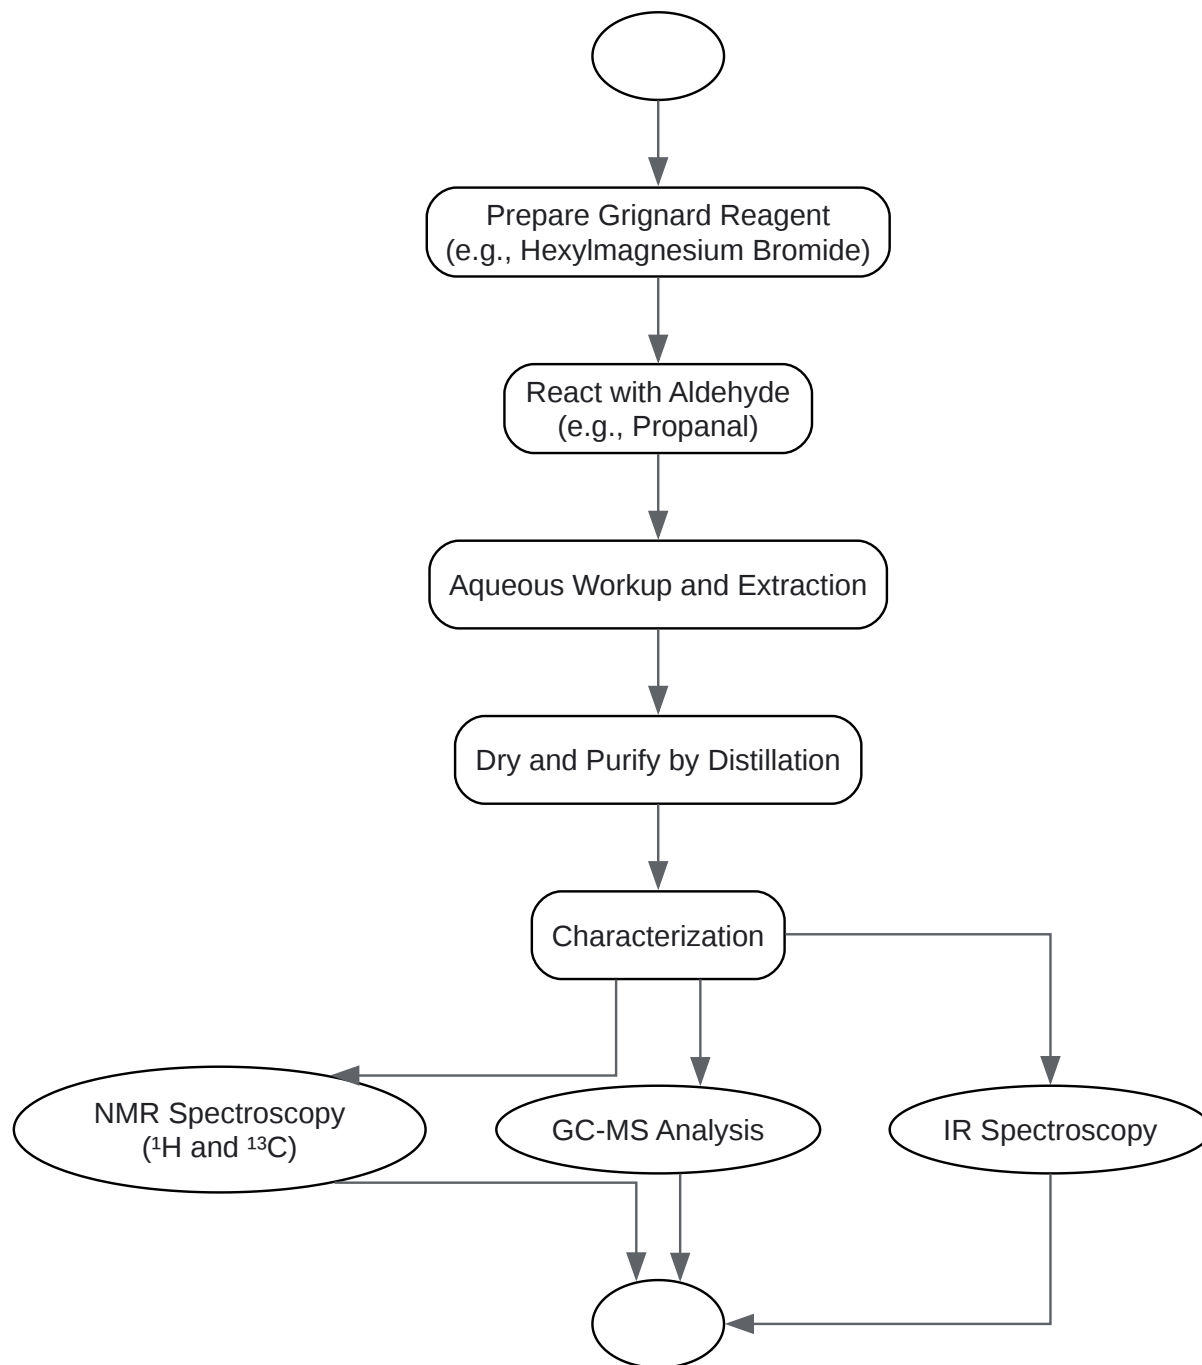 Prepare Grignard Reagent
(e.g., Hexylmagnesium Bromide)
React with Aldehyde
(e.g., Propanal)
Aqueous Workup and Extraction
Dry and Purify by Distillation
Characterization
NMR Spectroscopy
(¹H and ¹³C)
GC-MS Analysis
IR Spectroscopy